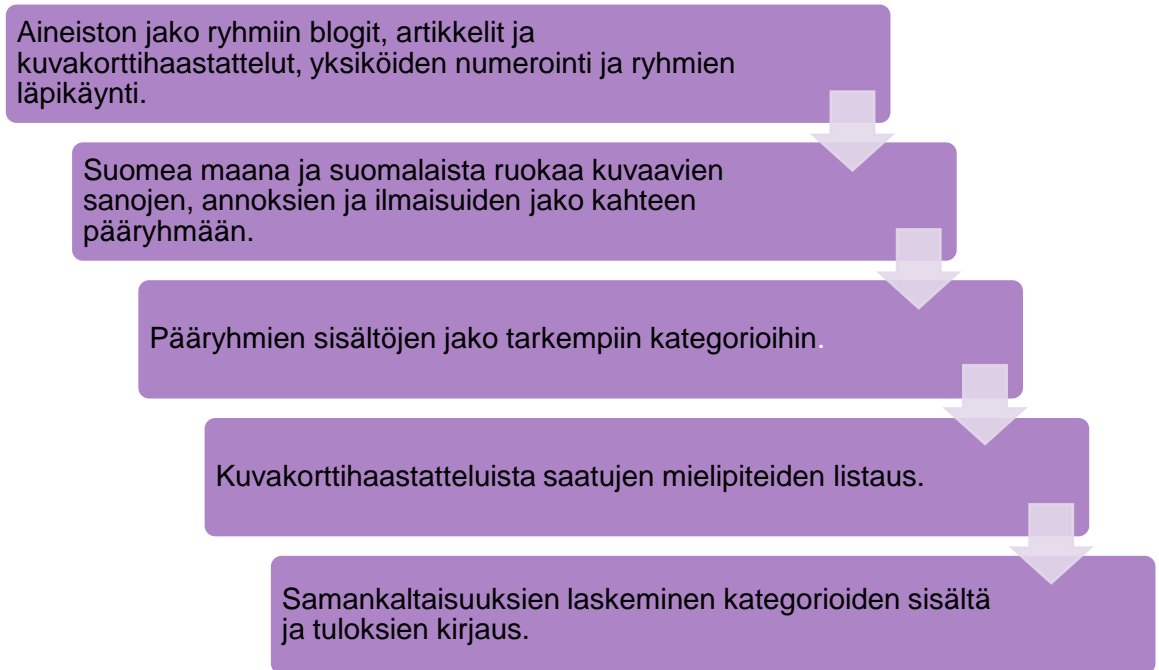 Aineiston jako ryhmiin blogit, artikkelit ja
kuvakorttihaastattelut, yksiköiden numerointi ja ryhmien
läpikäynti.
Suomea maana ja suomalaista ruokaa kuvaavien
sanojen, annoksien ja ilmaisuiden jako kahteen
pääryhmään.
Pääryhmien sisältöjen jako tarkempiin kategorioihin.
Kuvakorttihaastatteluista saatujen mielipiteiden listaus.
Samankaltaisuuksien laskeminen kategorioiden sisältä
ja tuloksien kirjaus.